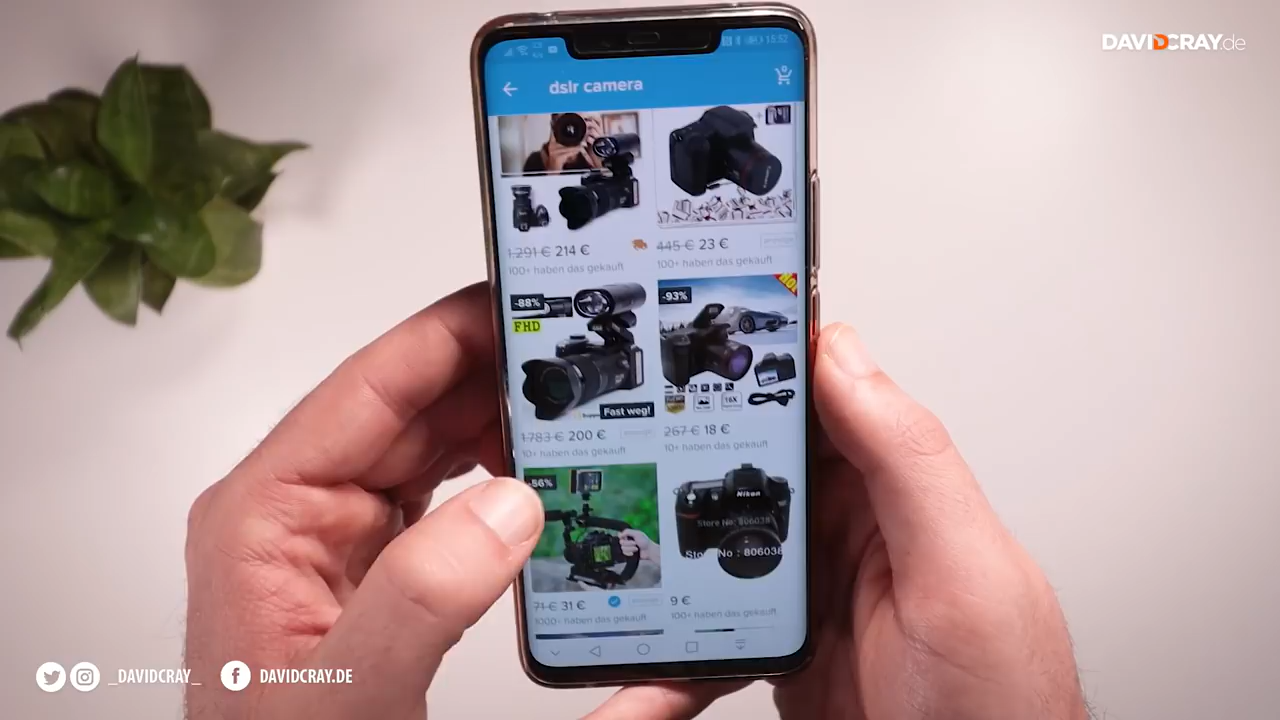 DAVIDCRAY.de
15:52
dslr camera
1.291 € 214 €
100+ haben das gekauft
445 € 23 €
100+ haben das gekauft
-88%
FHD
Fast weg!
1.783 € 200 €
10+ haben das gekauft
-93%
HOT
16X
267 € 18 €
10+ haben das gekauft
-56%
71 € 31 €
1000+ haben das gekauft
Nikon
Store No: 806038
Store No : 806038
9 €
100+ haben das gekauft
_DAVIDCRAY_
DAVIDCRAY.DE